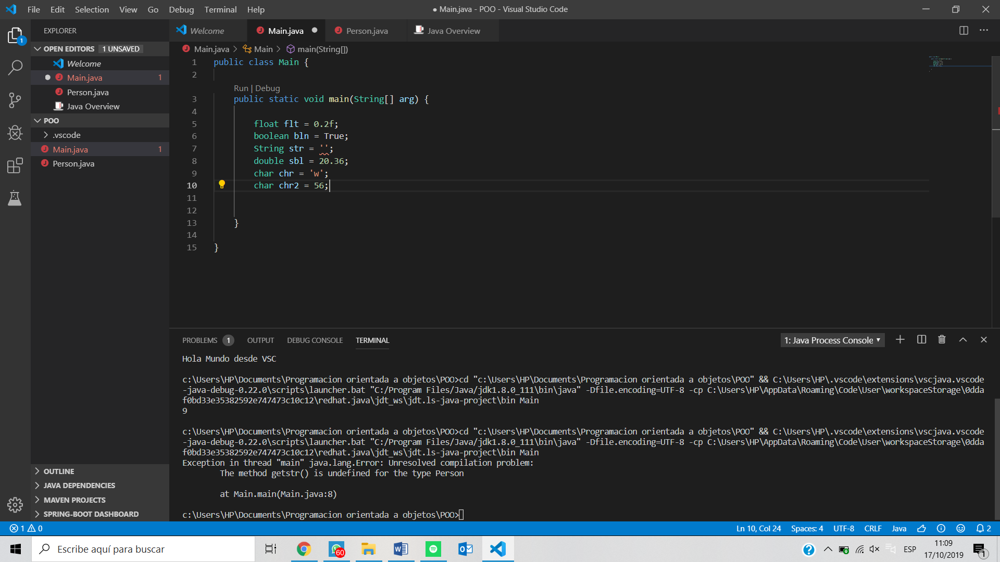 File Edit Selection View Go Debug Terminal Help
● Main.java - POO - Visual Studio Code
EXPLORER
Welcome
Main.java
Person.java
Java Overview
OPEN EDITORS 1 UNSAVED
Welcome
Main.java 1
Person.java
Java Overview
POO
.vscode
Main.java 1
Person.java
OUTLINE
JAVA DEPENDENCIES
MAVEN PROJECTS
SPRING-BOOT DASHBOARD
1
Main.java > Main > main(String[])
1 public class Main {
2
Run | Debug
3 public static void main(String[] arg) {
4
5 float flt = 0.2f;
6 boolean bln = True;
7 String str = '';
8 double sbl = 20.36;
9 char chr = 'w';
10 char chr2 = 56;
11
12
13 }
14
15 }
PROBLEMS 1 OUTPUT DEBUG CONSOLE TERMINAL
1: Java Process Console
Hola Mundo desde VSC
c:\Users\HP\Documents\Programacion orientada a objetos\POO>cd "c:\Users\HP\Documents\Programacion orientada a objetos\POO" && C:\Users\HP\.vscode\extensions\vscjava.vscode
-java-debug-0.22.0\scripts\launcher.bat "C:/Program Files/Java/jdk1.8.0_111\bin\java" -Dfile.encoding=UTF-8 -cp C:\Users\HP\AppData\Roaming\Code\User\workspaceStorage\0dda
f0bd33e35382592e747473c10c12\redhat.java\jdt_ws\jdt.ls-java-project\bin Main
9
c:\Users\HP\Documents\Programacion orientada a objetos\POO>cd "c:\Users\HP\Documents\Programacion orientada a objetos\POO" && C:\Users\HP\.vscode\extensions\vscjava.vscode
-java-debug-0.22.0\scripts\launcher.bat "C:/Program Files/Java/jdk1.8.0_111\bin\java" -Dfile.encoding=UTF-8 -cp C:\Users\HP\AppData\Roaming\Code\User\workspaceStorage\0dda
f0bd33e35382592e747473c10c12\redhat.java\jdt_ws\jdt.ls-java-project\bin Main
Exception in thread "main" java.lang.Error: Unresolved compilation problem:
The method getstr() is undefined for the type Person
at Main.main(Main.java:8)
c:\Users\HP\Documents\Programacion orientada a objetos\POO>
1 0
Ln 10, Col 24 Spaces: 4 UTF-8 CRLF Java 2
Escribe aquí para buscar
60
ESP
11:09
17/10/2019
1